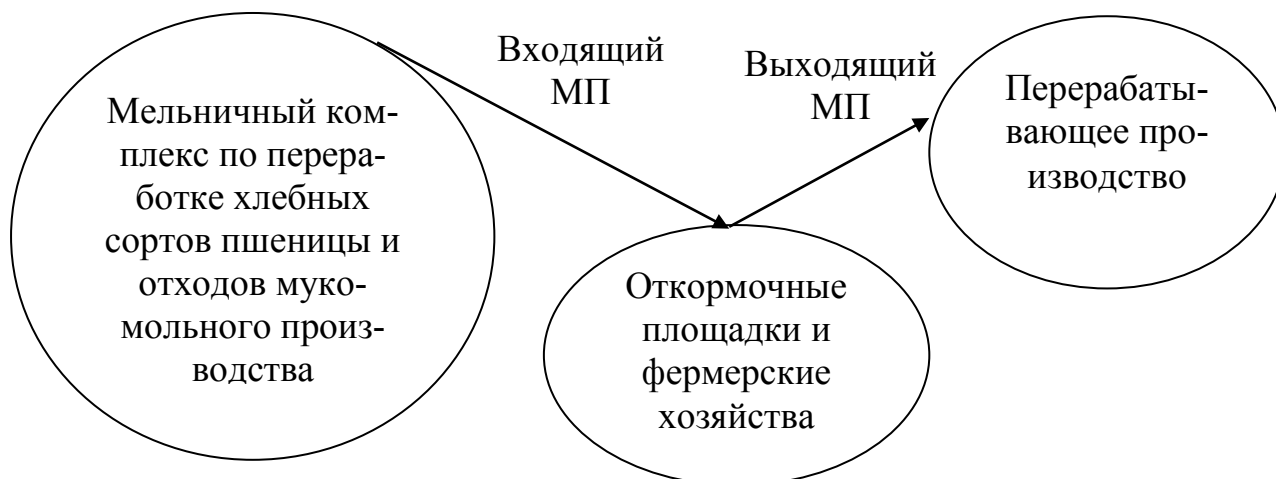 Мельничный ком-
плекс по перера-
ботке хлебных
сортов пшеницы и
отходов муко-
мольного произ-
водства
Входящий
МП
Выходящий
МП
Перерабаты-
вающее про-
изводство
Откормочные
площадки и
фермерские
хозяйства